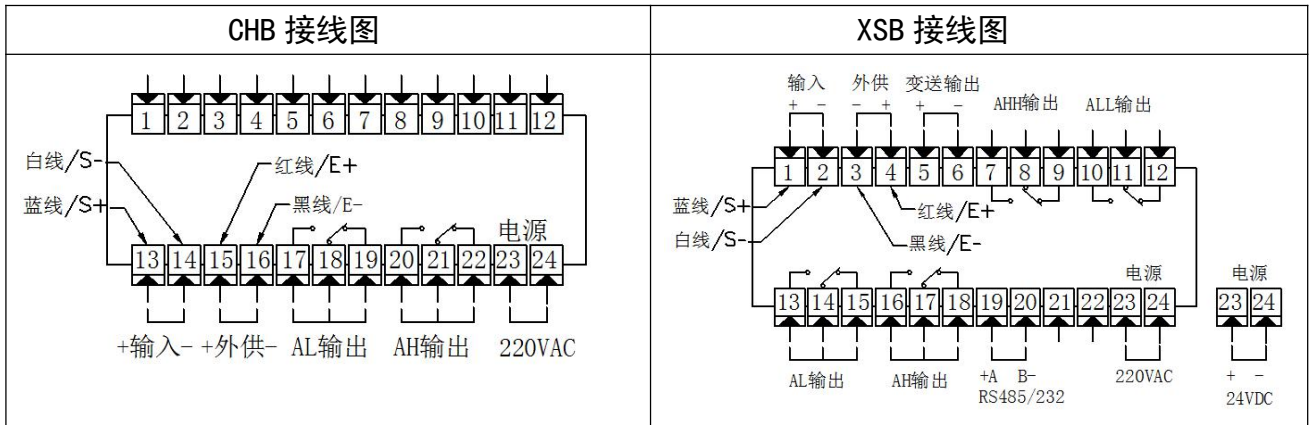 CHB 接线图
1 2 3 4 5 6 7 8 9 10 11 12
白线/S-
红线/E+
蓝线/S+
黑线/E-
电源
13 14 15 16 17 18 19 20 21 22 23 24
+输入- +外供- AL输出 AH输出 220VAC
XSB 接线图
输入 外供 变送输出
+ - - + + - AHH输出 ALL输出
1 2 3 4 5 6 7 8 9 10 11 12
蓝线/S+
红线/E+
白线/S-
黑线/E-
电源 电源
13 14 15 16 17 18 19 20 21 22 23 24 23 24
AL输出 AH输出 +A B- 220VAC + -
RS485/232 24VDC